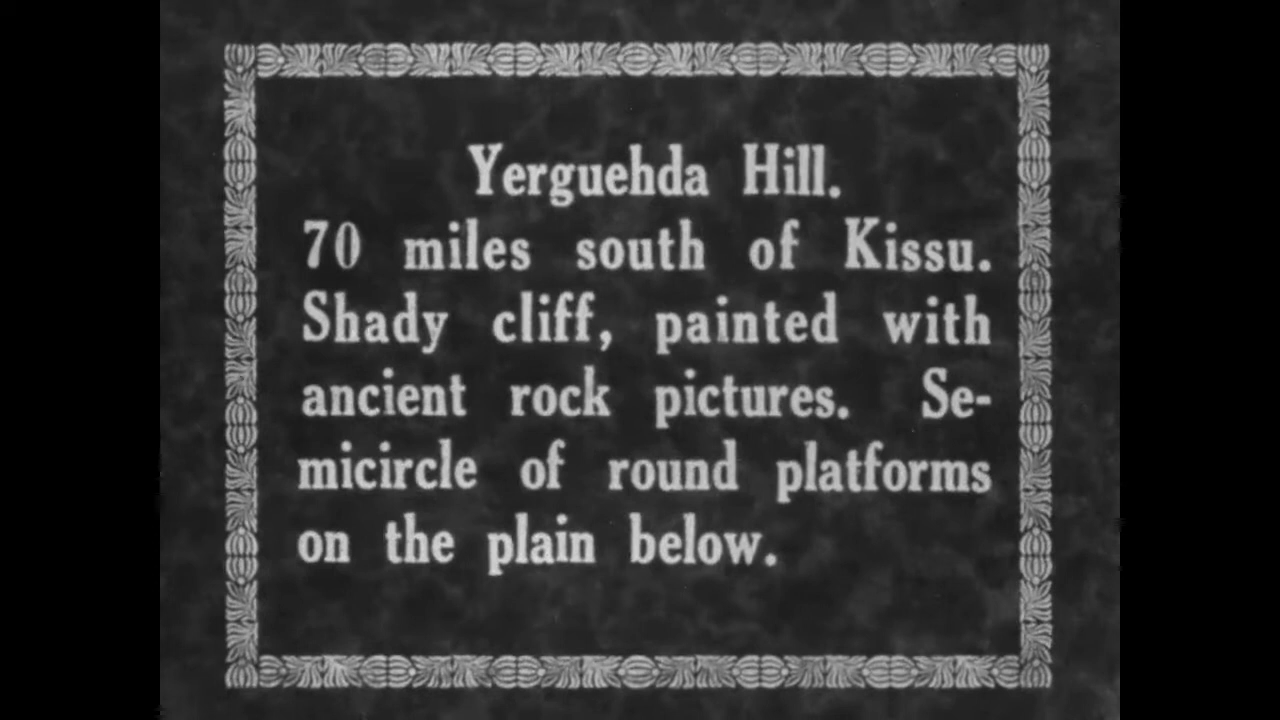 Yerguehda Hill.
70 miles south of Kissu.
Shady cliff, painted with
ancient rock pictures. Se-
micircle of round platforms
on the plain below.